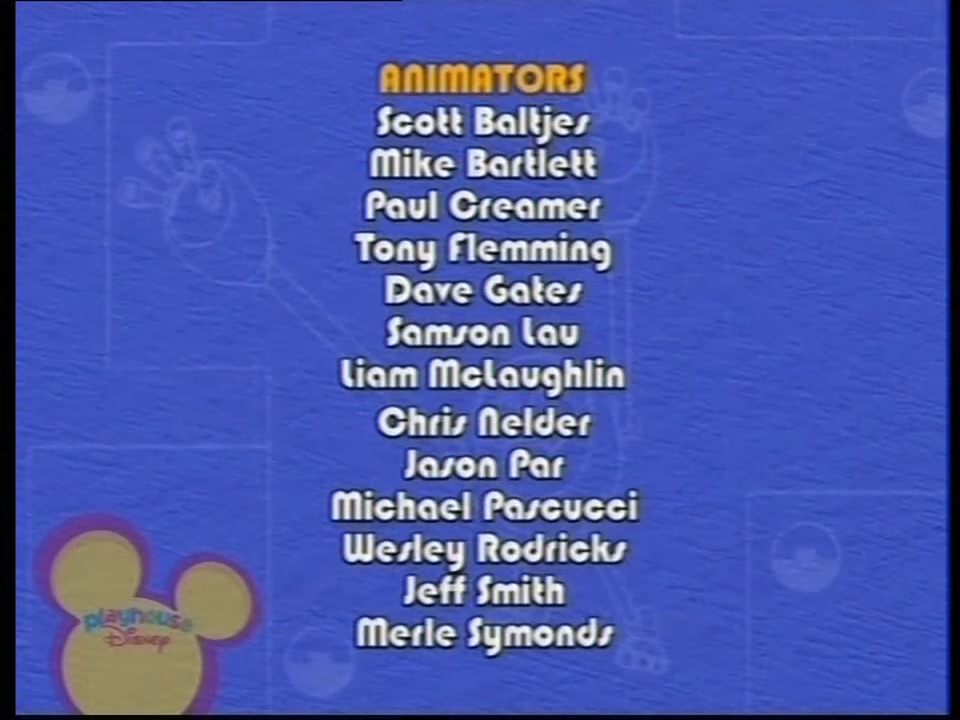 ANIMATORS
Scott Baltjes
Mike Bartlett
Paul Creamer
Tony Flemming
Dave Gates
Samson Lau
Liam McLaughlin
Chris Nelder
Jason Par
Michael Pascucci
Wesley Rodricks
Jeff Smith
Merle Symonds
playhouse
Disney